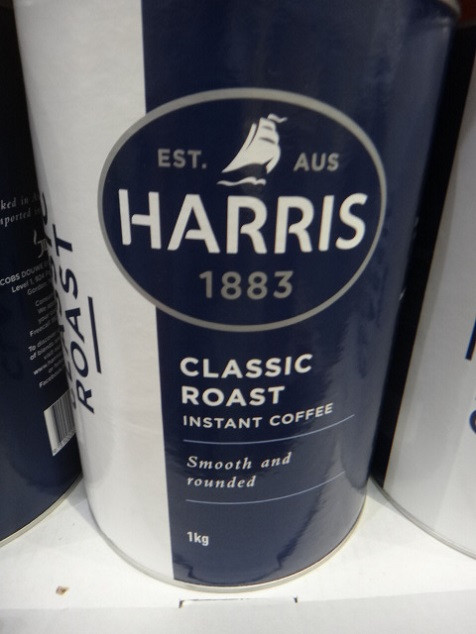 EST. AUS
HARRIS
1883
CLASSIC
ROAST
INSTANT COFFEE
Smooth and
rounded
1kg
ROAST